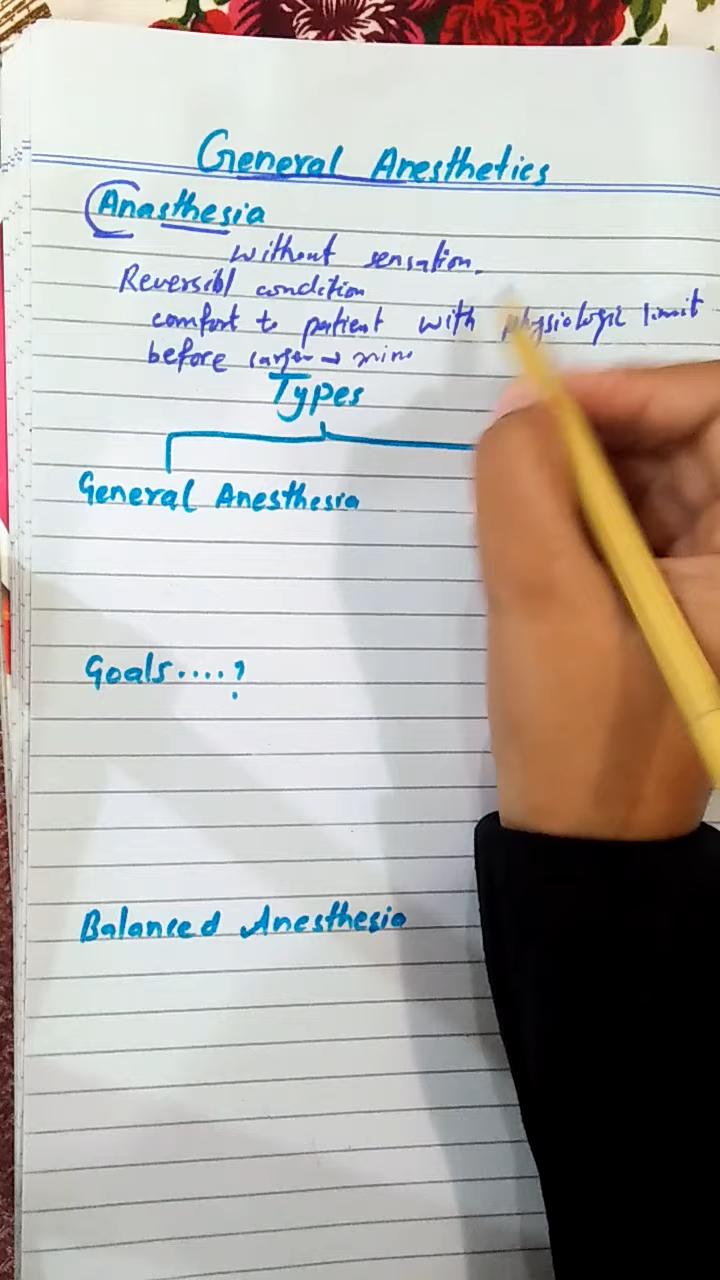 General Anesthetics
Anasthesia
without sensation.
Reversibl condition
comfort to patient with physiologic limit
before
Types
General Anesthesia
Goals....?
Balanced Anesthesia